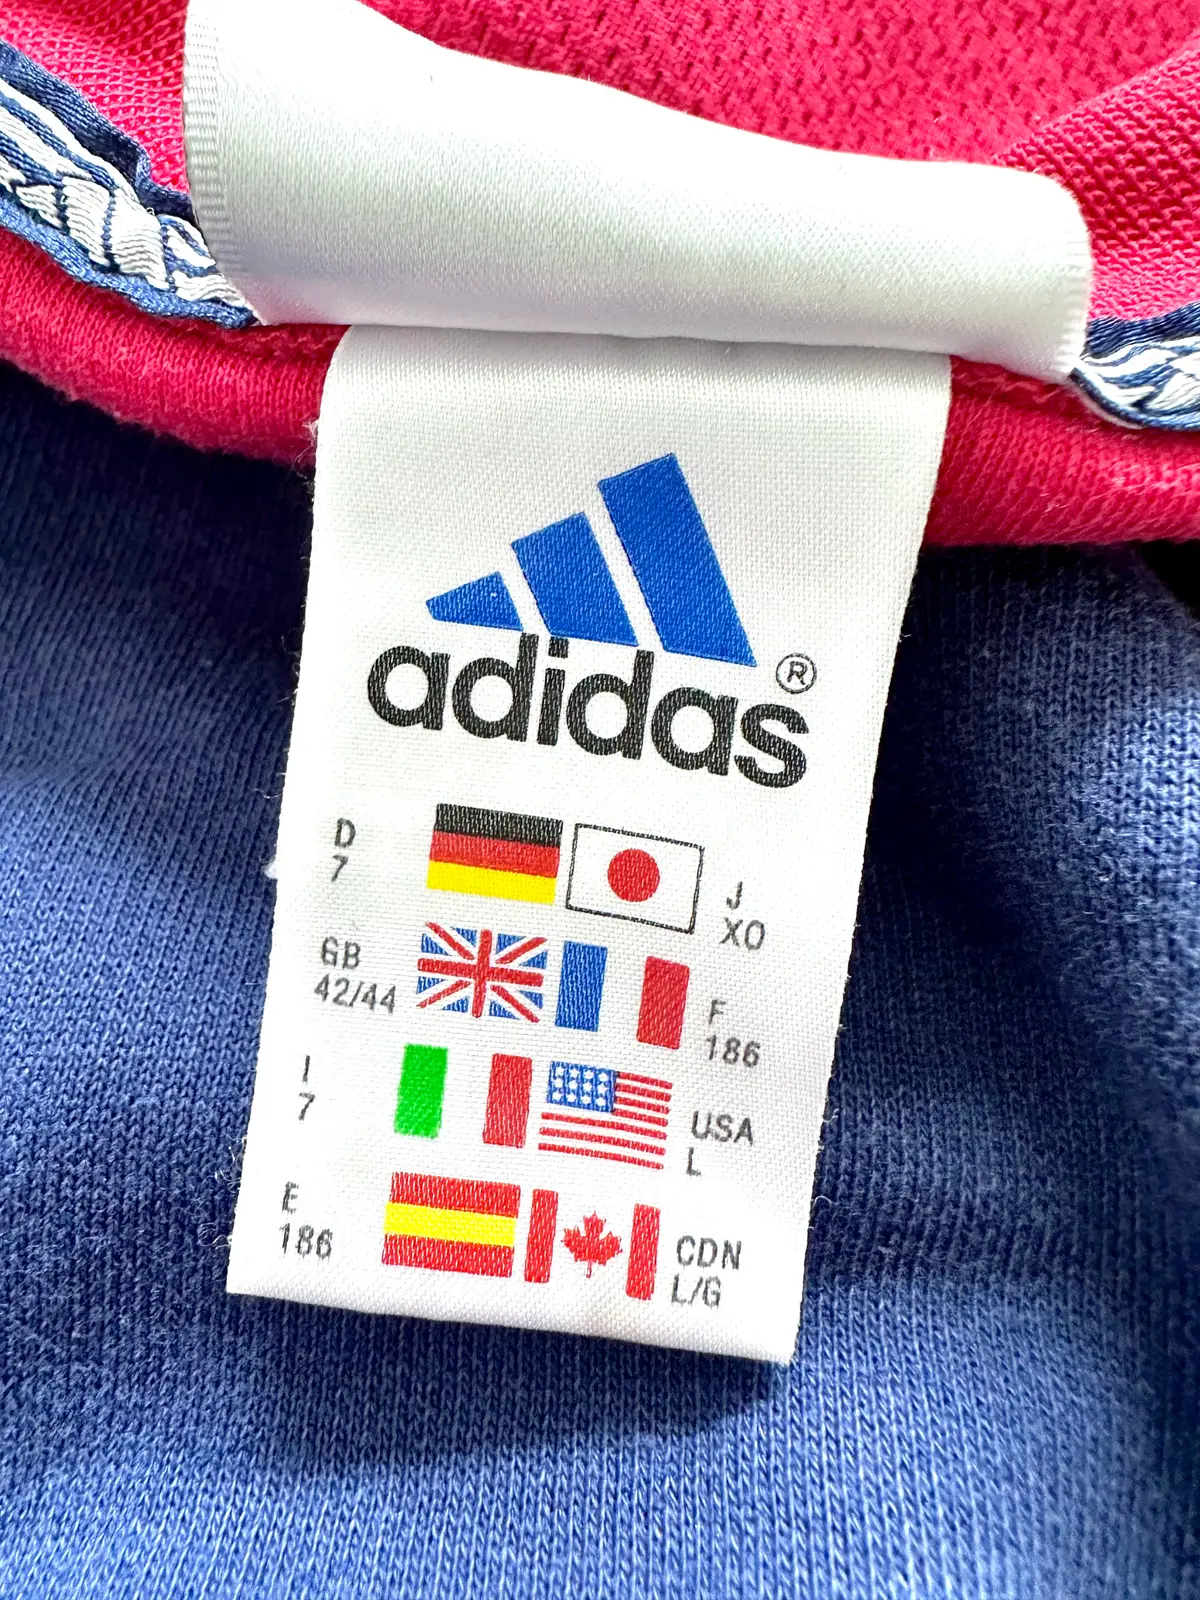 adidas®
D
7
J
XO
GB
42/44
F
186
I
7
USA
L
E
186
CDN
L/G